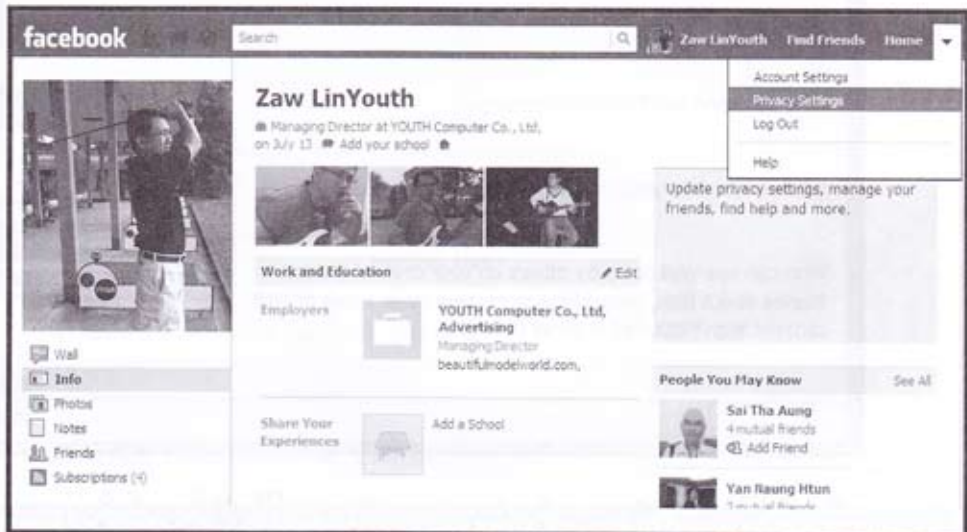 facebook
Search
Zaw LinYouth Find Friends Home
Account Settings
Privacy Settings
Log Out
Help
Update privacy settings, manage your
friends, find help and more.
Zaw LinYouth
Managing Director at YOUTH Computer Co., Ltd,
on July 13 Add your school
Work and Education
Edit
Employers
YOUTH Computer Co., Ltd,
Advertising
Managing Director
beautifulmodelworld.com,
Share Your
Experiences
Add a School
Wall
Info
Photos
Notes
Friends
Subscriptions (4)
People You May Know
See All
Sai Tha Aung
4 mutual friends
Add Friend
Yan Naung Htun
mutual friends